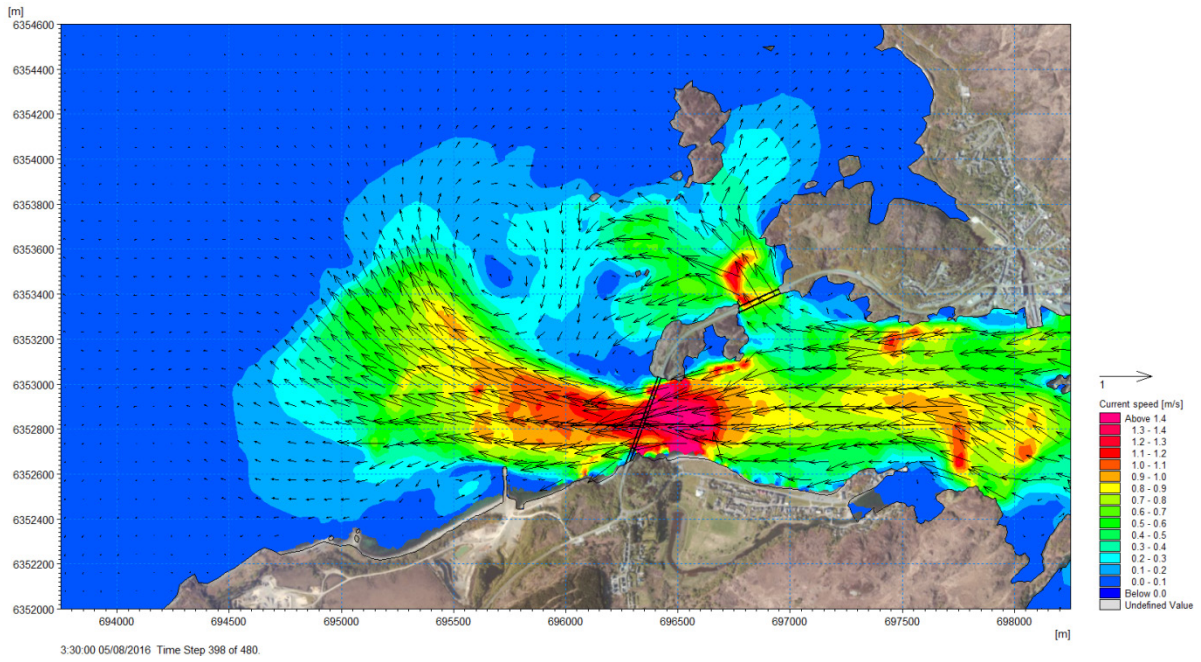 [m]
6354600
6354400
6354200
6354000
6353800
6353600
6353400
6353200
6353000
6352800
6352600
6352400
6352200
6352000
694000 694500 695000 695500 696000 696500 697000 697500 698000
[m]
1
Current speed [m/s]
Above 1.4
1.3 - 1.4
1.2 - 1.3
1.1 - 1.2
1.0 - 1.1
0.9 - 1.0
0.8 - 0.9
0.7 - 0.8
0.6 - 0.7
0.5 - 0.6
0.4 - 0.5
0.3 - 0.4
0.2 - 0.3
0.1 - 0.2
0.0 - 0.1
Below 0.0
Undefined Value
3:30:00 05/08/2016 Time Step 398 of 480.